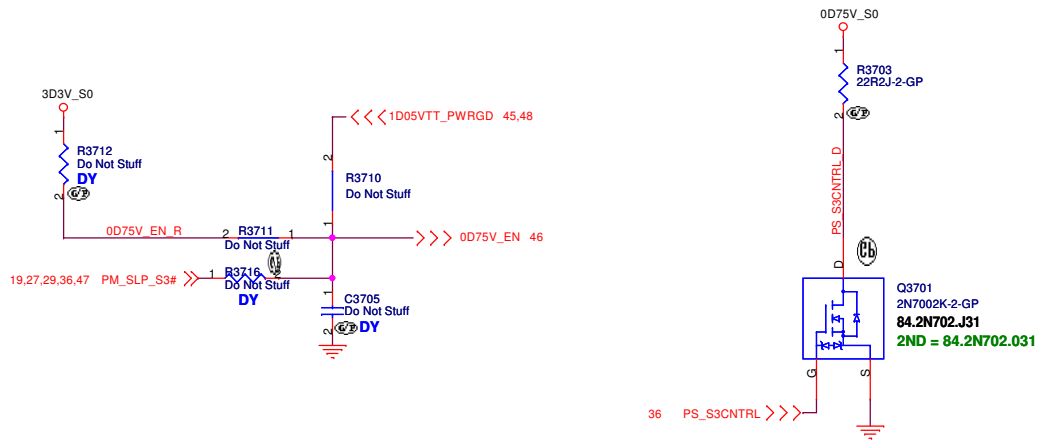 0D75V_S0
1
R3703
22R2J-2-GP
2
G/P
3D3V_S0
1
R3712
Do Not Stuff
DY
2
G/P
1D05VTT_PWRGD 45,48
2
R3710
Do Not Stuff
1
0D75V_EN_R
2
R3711
1
Do Not Stuff
0D75V_EN 46
19,27,29,36,47 PM_SLP_S3#
1
R3716
2
Do Not Stuff
DY
1
C3705
Do Not Stuff
2
G/P
DY
PS_S3CNTRL_D
D
Q3701
2N7002K-2-GP
84.2N702.J31
2ND = 84.2N702.031
G
S
36 PS_S3CNTRL